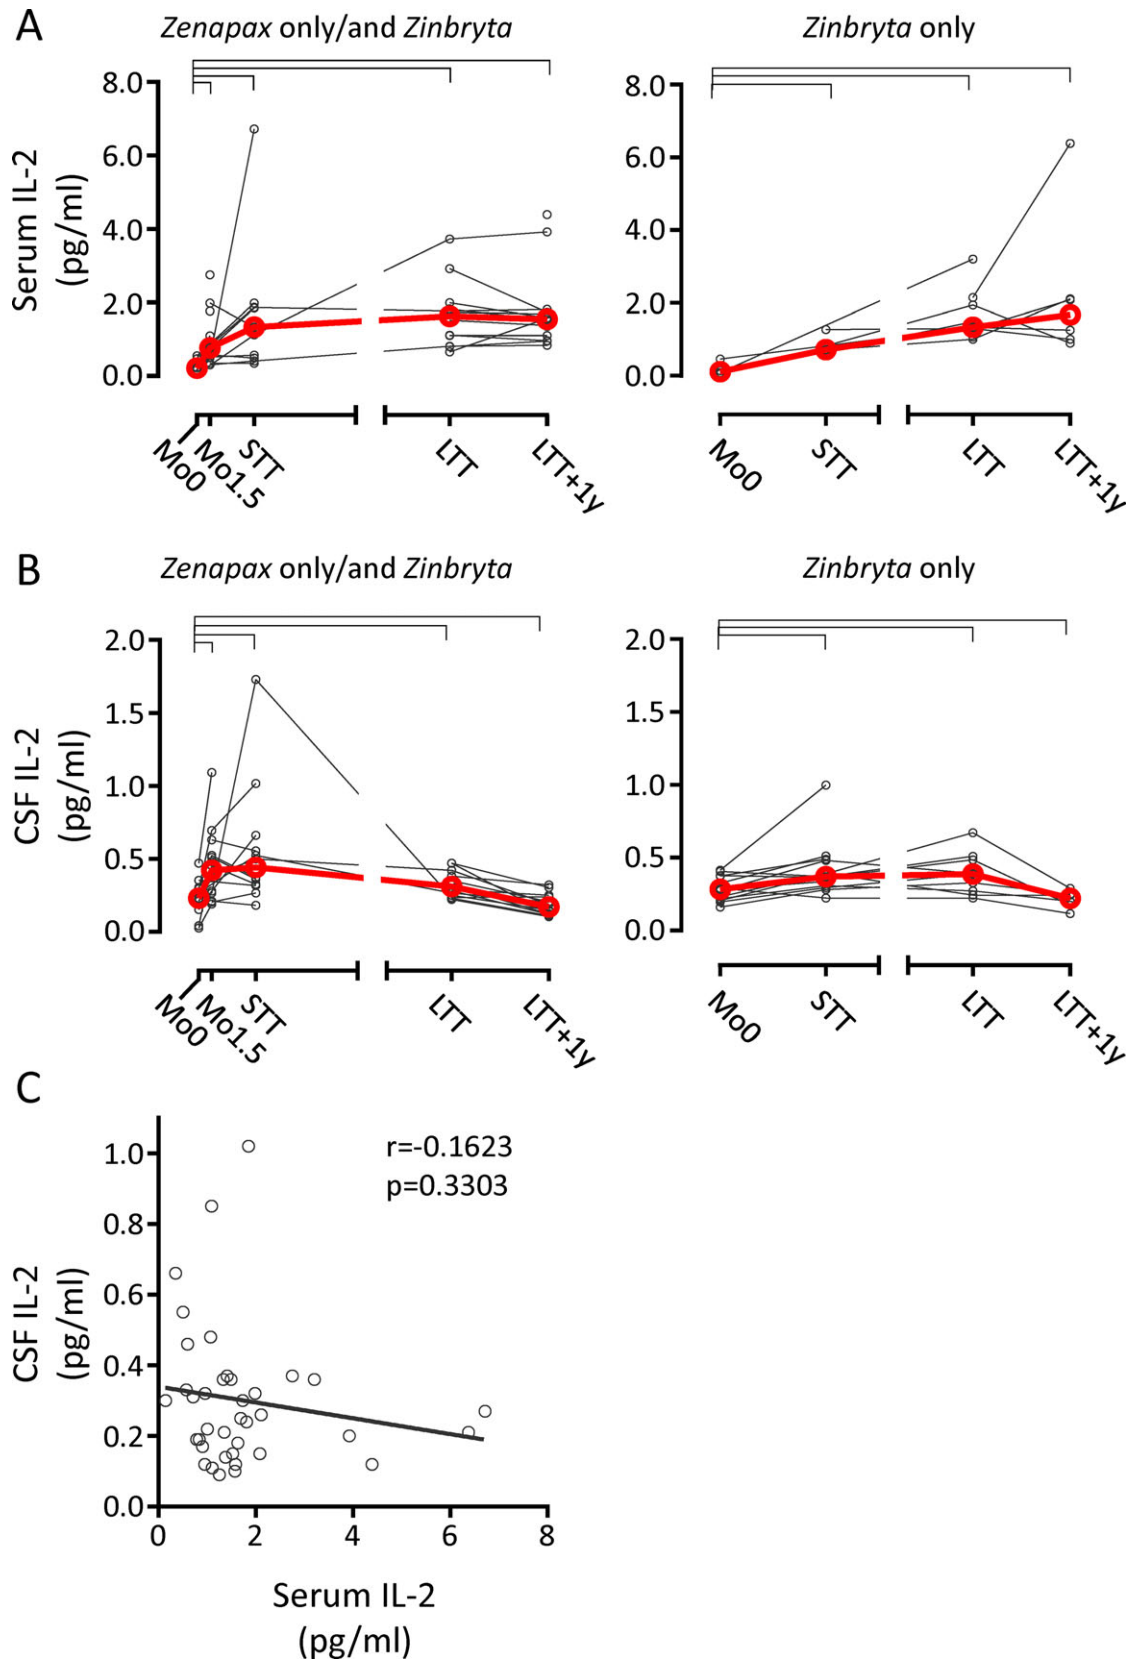 A
Zenapax only/and Zinbryta
Zinbryta only
Serum IL-2
(pg/ml)
8.0
6.0
4.0
2.0
0.0
Mo0
Mo1.5
STT
LTT
LTT+1y
8.0
6.0
4.0
2.0
0.0
Mo0
STT
LTT
LTT+1y
B
Zenapax only/and Zinbryta
Zinbryta only
CSF IL-2
(pg/ml)
2.0
1.5
1.0
0.5
0.0
Mo0
Mo1.5
STT
LTT
LTT+1y
2.0
1.5
1.0
0.5
0.0
Mo0
STT
LTT
LTT+1y
C
CSF IL-2
(pg/ml)
1.0
0.8
0.6
0.4
0.2
0.0
r=-0.1623
p=0.3303
0 2 4 6 8
Serum IL-2
(pg/ml)